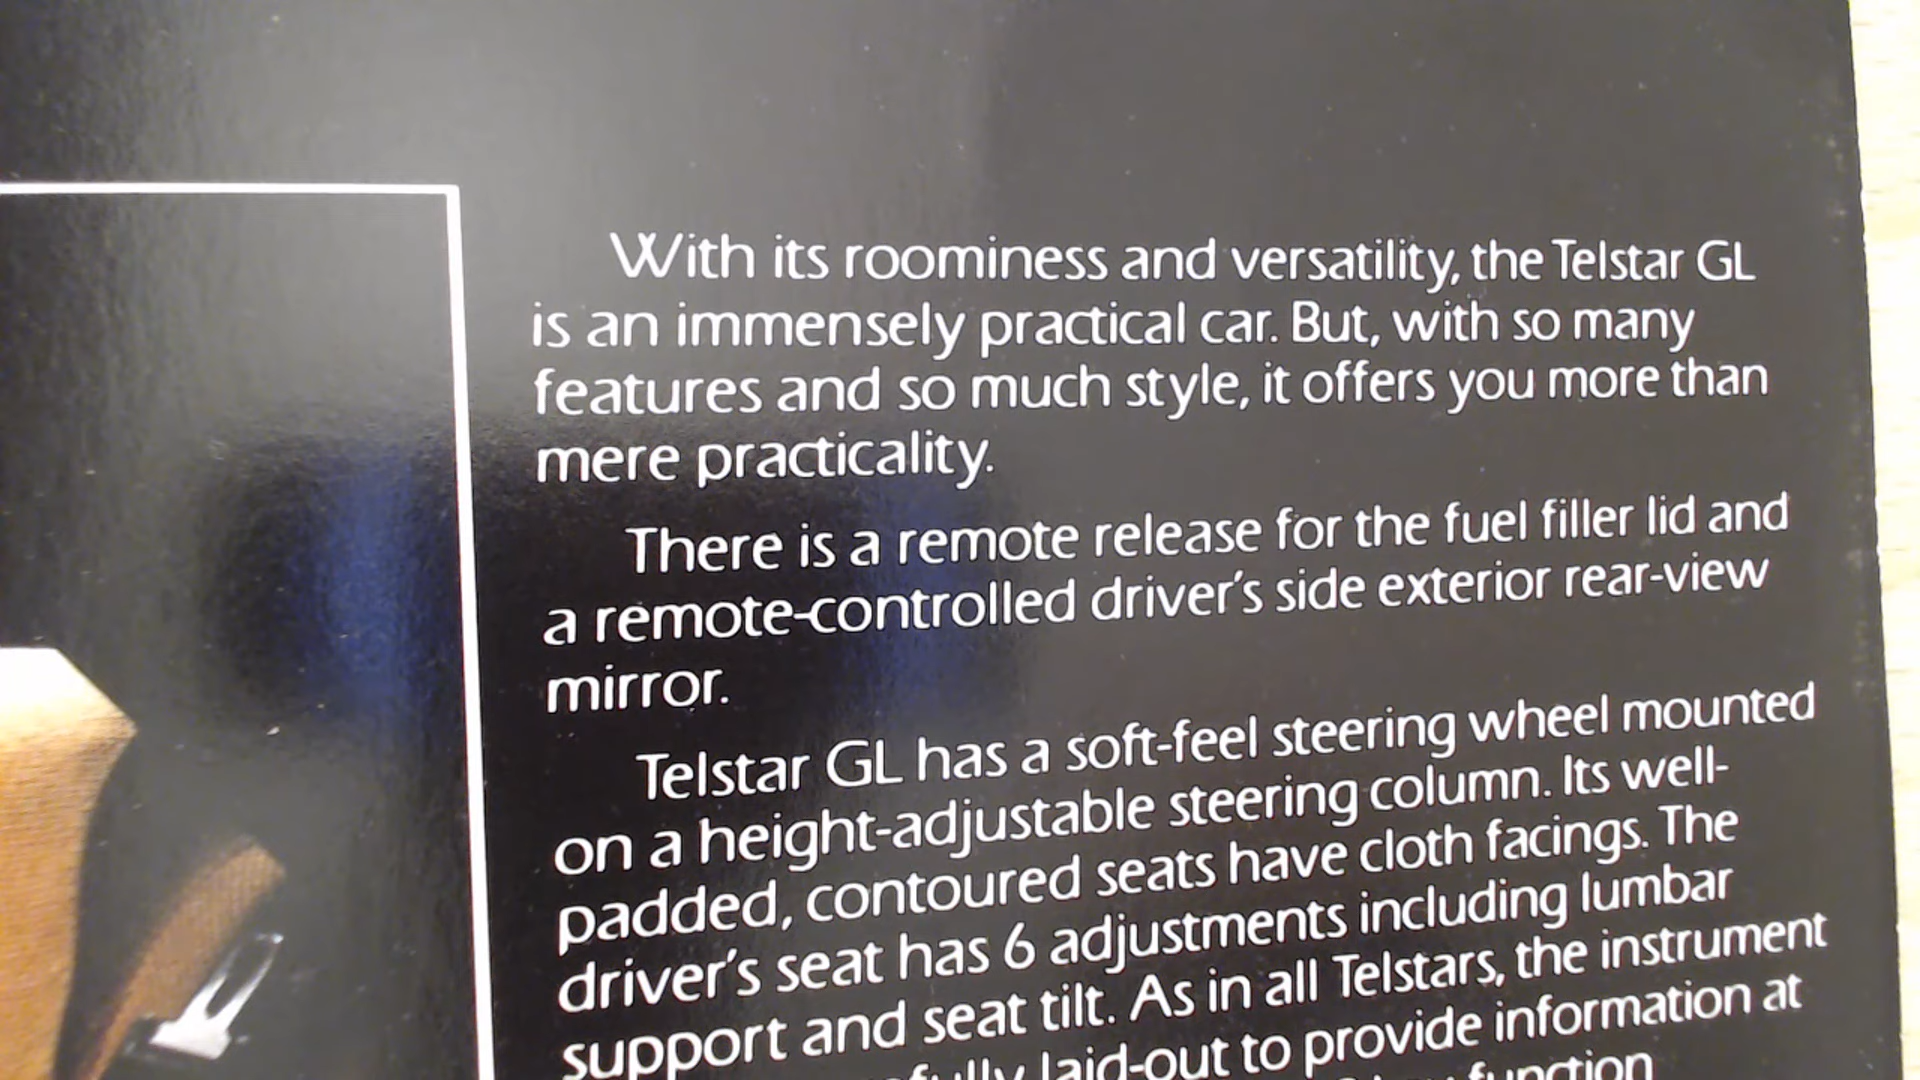 With its roominess and versatility, the Telstar GL
is an immensely practical car. But, with so many
features and so much style, it offers you more than
mere practicality.
There is a remote release for the fuel filler lid and
a remote-controlled driver's side exterior rear-view
mirror.
Telstar GL has a soft-feel steering wheel mounted
on a height-adjustable steering column. Its well-
padded, contoured seats have cloth facings. The
driver's seat has 6 adjustments including lumbar
support and seat tilt. As in all Telstars, the instrument
laid-out to provide information at
function